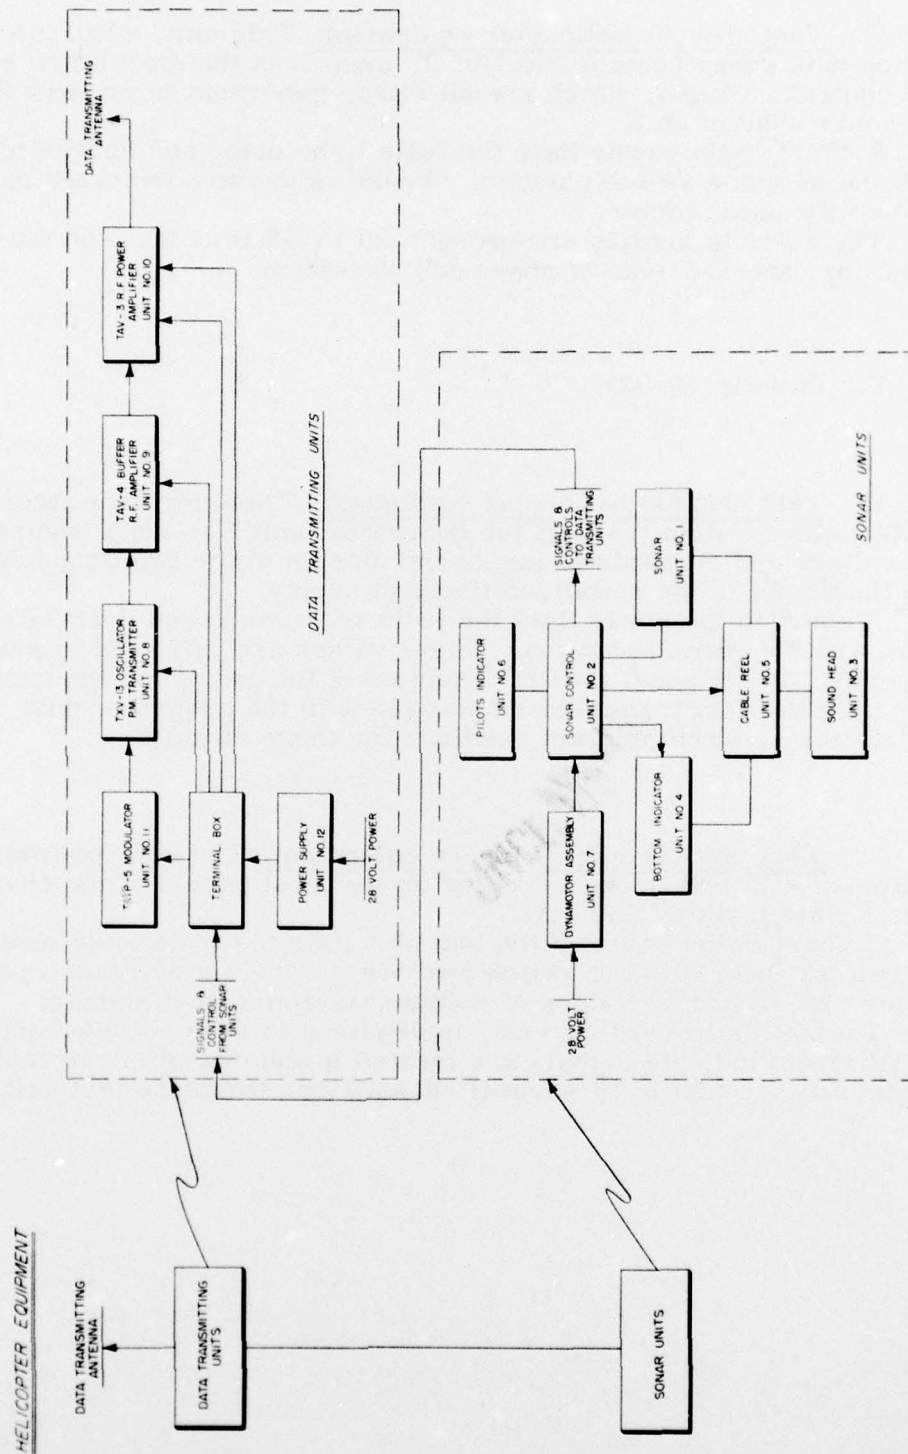 HELICOPTER EQUIPMENT
DATA TRANSMITTING
ANTENNA
DATA TRANSMITTING
UNITS
SONAR UNITS
DATA TRANSMITTING
ANTENNA
TAV-3 R.F. POWER
AMPLIFIER
UNIT NO.10
TAV-4 BUFFER
R.F. AMPLIFIER
UNIT NO.9
TXV-13 OSCILLATOR
P.M. TRANSMITTER
UNIT NO.8
MODULATOR
UNIT NO.11
TERMINAL BOX
POWER SUPPLY
UNIT NO.12
28 VOLT POWER
SIGNALS &
CONTROL
FROM SONAR
UNITS
DATA TRANSMITTING UNITS
SIGNALS &
CONTROLS
TO DATA
TRANSMITTING
UNITS
PILOTS INDICATOR
UNIT NO.6
SONAR CONTROL
UNIT NO.2
SONAR
UNIT NO.1
DYNAMOTOR ASSEMBLY
UNIT NO.7
28 VOLT
POWER
BOTTOM INDICATOR
UNIT NO.4
CABLE REEL
UNIT NO.5
SOUND HEAD
UNIT NO.3
SONAR UNITS